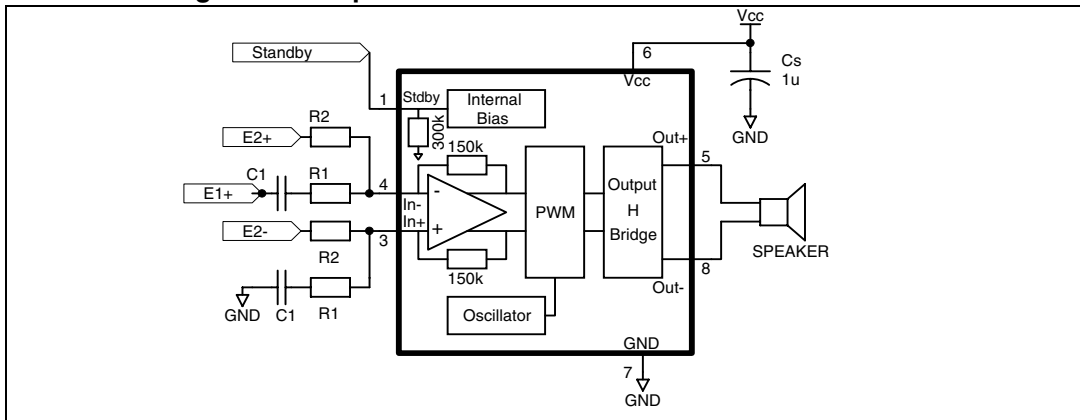 Vcc
6
Standby
Vcc
Cs
1u
GND
1
Stdby
Internal
Bias
300k
R2
E2+
150k
Out+
5
C1
R1
E1+
4
In-
In+
-
+
PWM
Output
H
Bridge
E2-
3
R2
SPEAKER
150k
8
Out-
GND
C1
R1
Oscillator
GND
7
GND